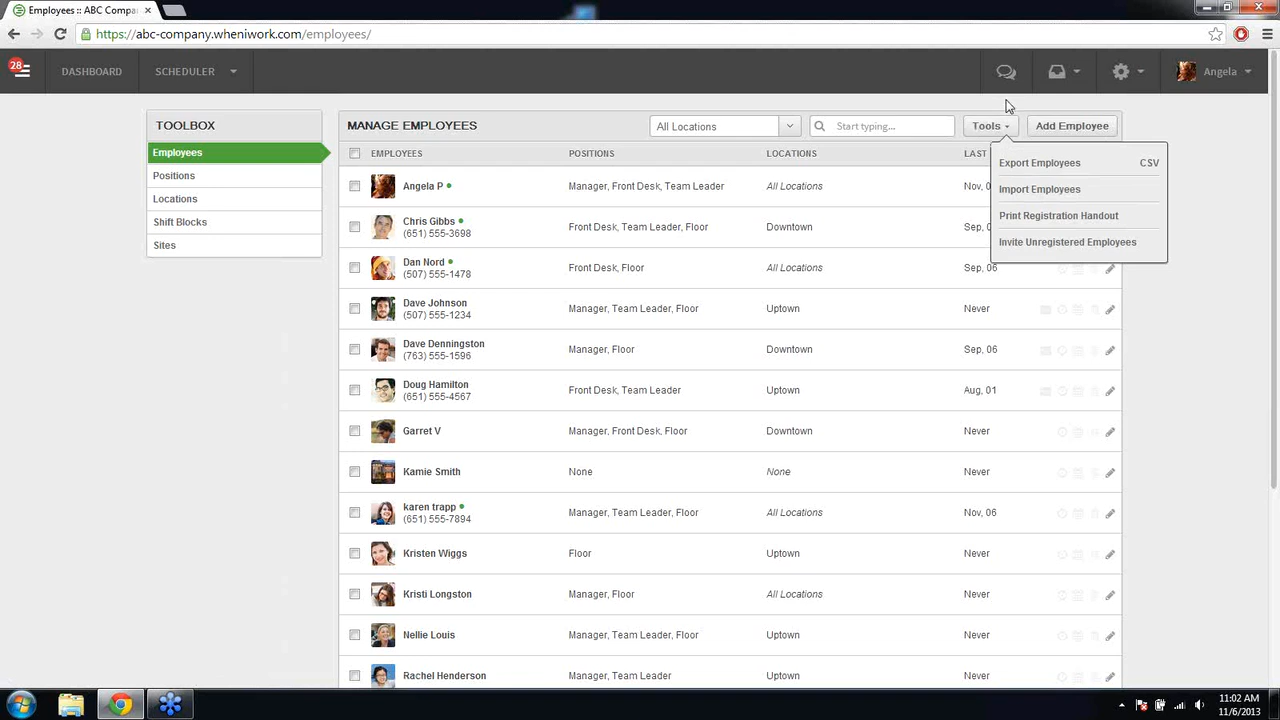 Employees :: ABC Compa
https://abc-company.wheniwork.com/employees/
28
DASHBOARD
SCHEDULER
Angela
TOOLBOX
Employees
Positions
Locations
Shift Blocks
Sites
MANAGE EMPLOYEES
All Locations
Start typing...
Tools
Add Employee
EMPLOYEES POSITIONS LOCATIONS LAST
Export Employees CSV
Import Employees
Print Registration Handout
Invite Unregistered Employees
Angela P Manager, Front Desk, Team Leader All Locations Nov, 0
Chris Gibbs Manager, Team Leader, Floor Downtown Sep, 0
(651) 555-3698
Dan Nord Front Desk, Floor All Locations Sep, 06
(507) 555-1478
Dave Johnson Manager, Team Leader, Floor Uptown Never
(507) 555-1234
Dave Denningston Manager, Floor Downtown Sep, 06
(763) 555-1596
Doug Hamilton Front Desk, Team Leader Uptown Aug, 01
(651) 555-4567
Garret V Manager, Front Desk, Floor Downtown Never
Kamie Smith None None Never
karen trapp Manager, Team Leader, Floor All Locations Nov, 06
(651) 555-7894
Kristen Wiggs Floor Uptown Never
Kristi Longston Manager, Floor All Locations Never
Nellie Louis Manager, Team Leader, Floor Uptown Never
Rachel Henderson Manager, Team Leader, Floor Uptown Never
11:02 AM
11/6/2013